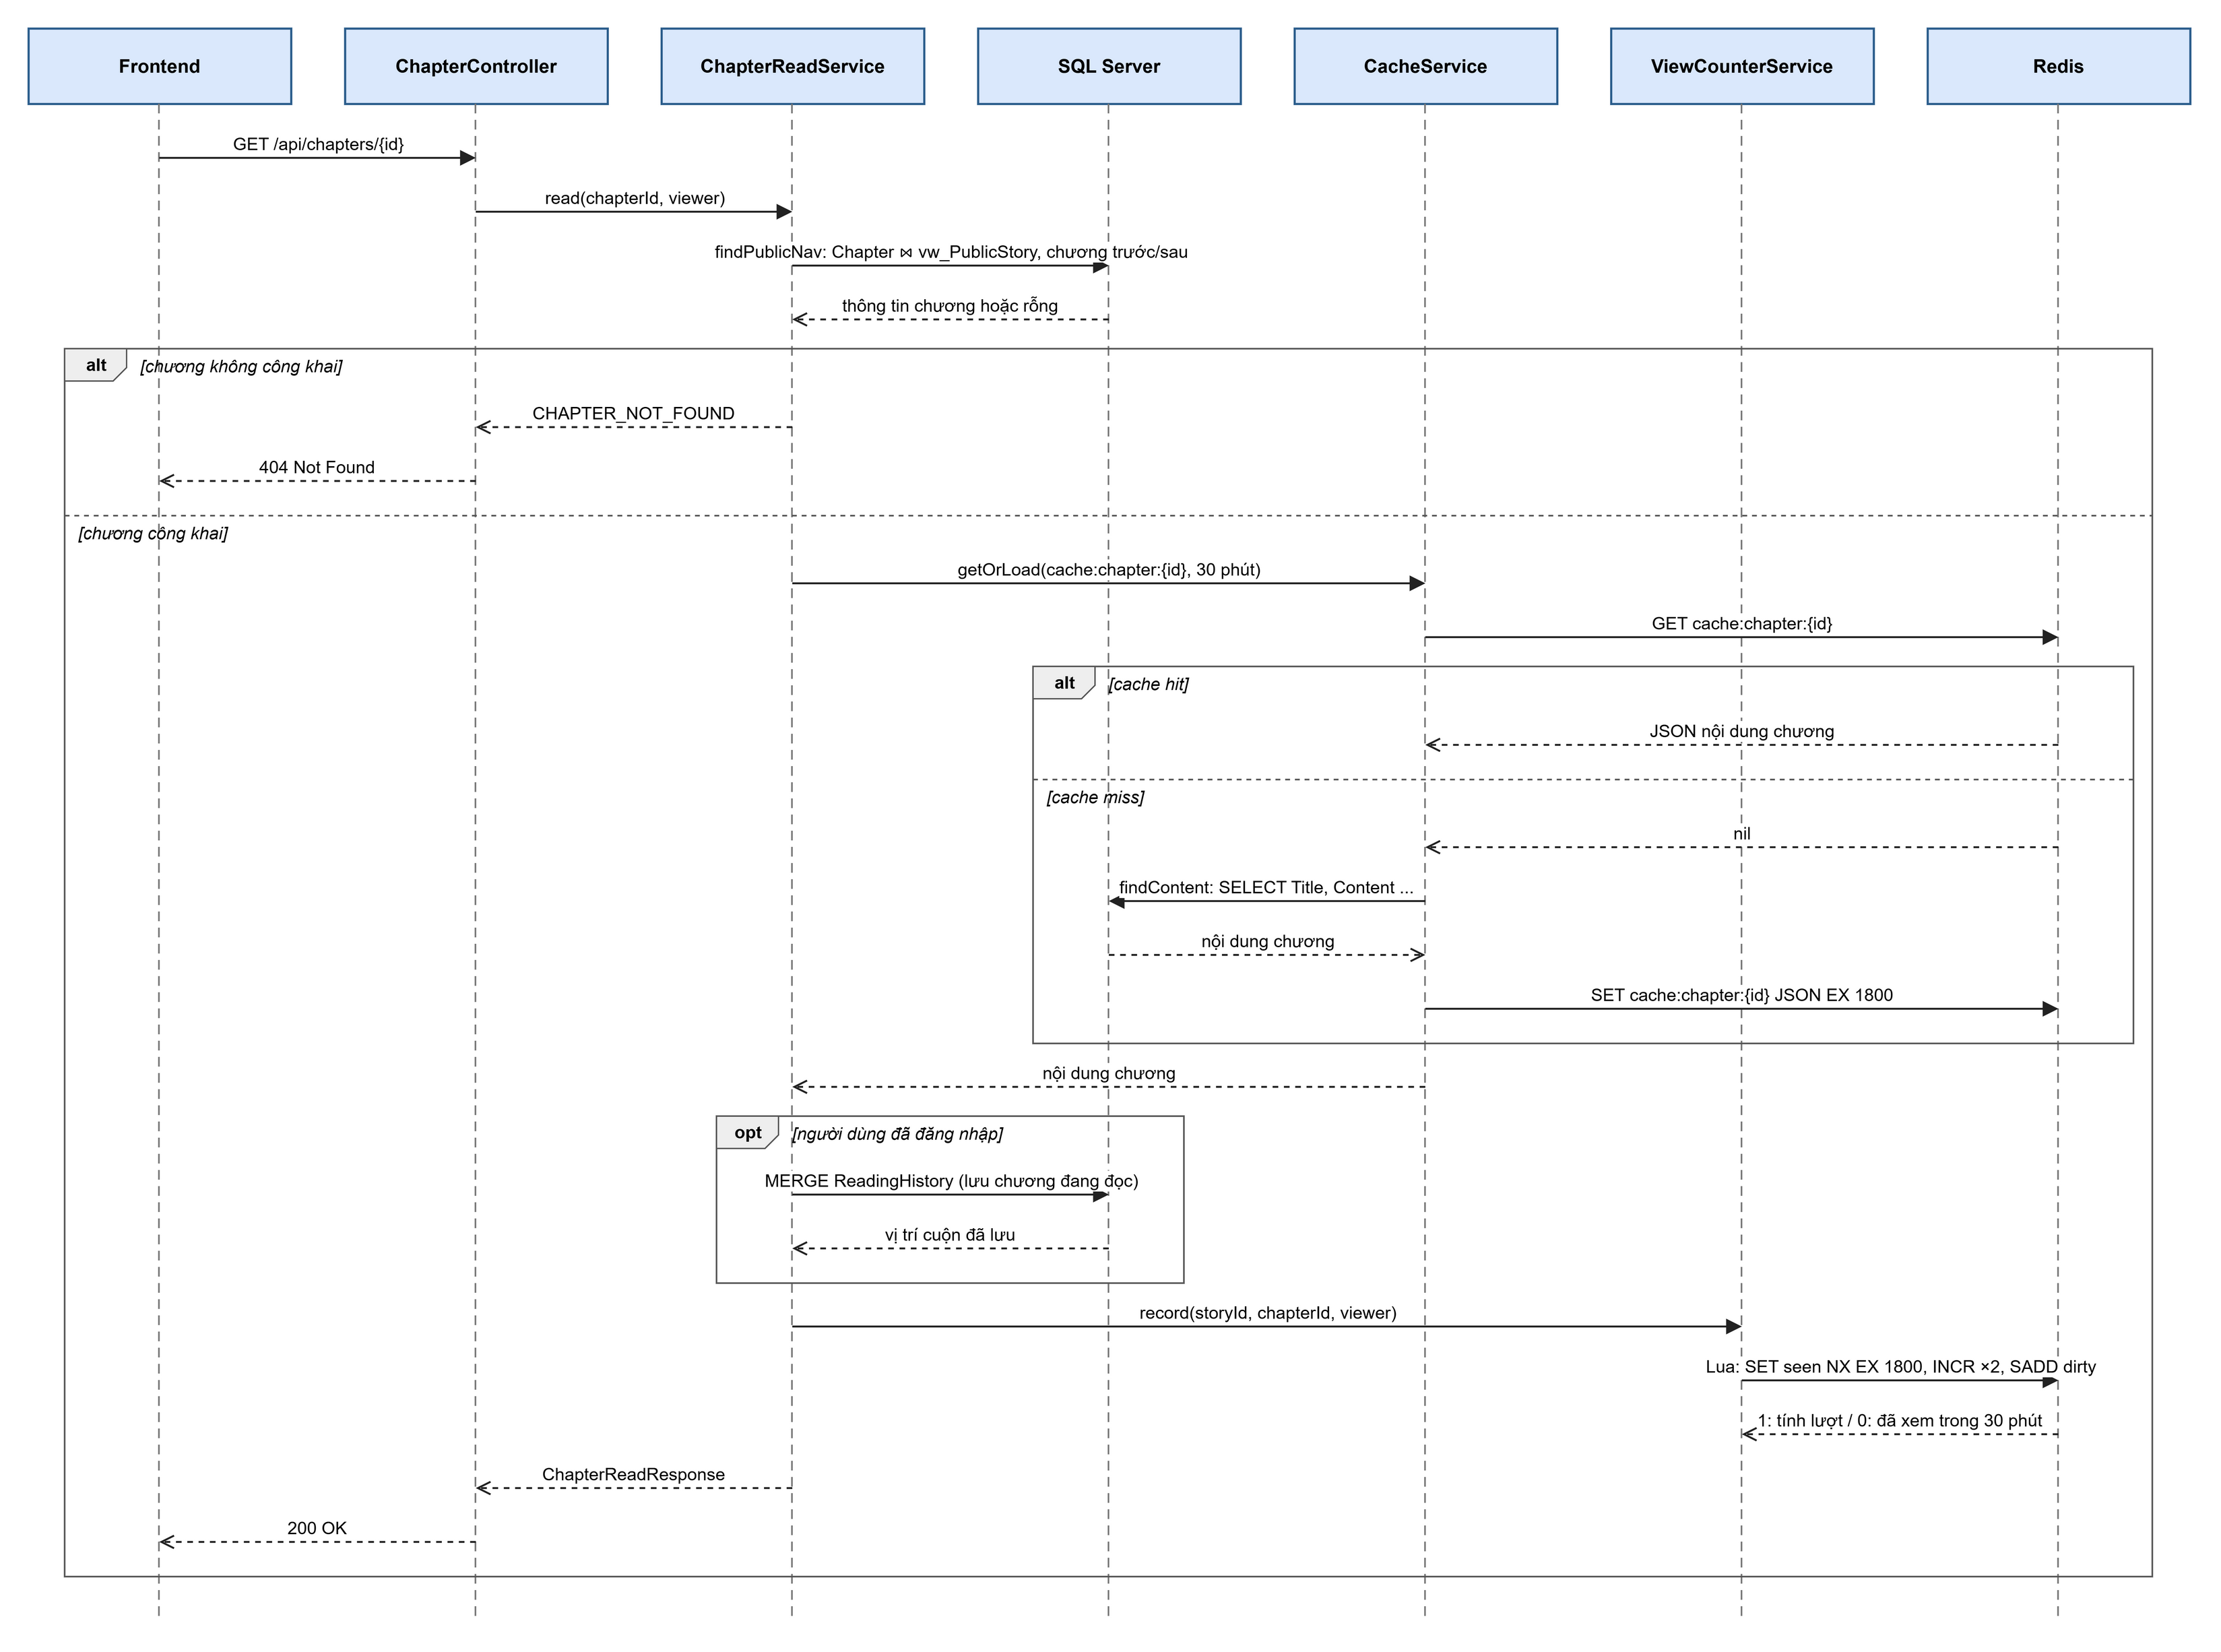 Frontend
ChapterController
ChapterReadService
SQL Server
CacheService
ViewCounterService
Redis
GET /api/chapters/{id}
read(chapterId, viewer)
findPublicNav: Chapter ⋈ vw_PublicStory, chương trước/sau
thông tin chương hoặc rỗng
alt [chương không công khai]
CHAPTER_NOT_FOUND
404 Not Found
[chương công khai]
getOrLoad(cache:chapter:{id}, 30 phút)
GET cache:chapter:{id}
alt [cache hit]
JSON nội dung chương
[cache miss]
nil
findContent: SELECT Title, Content ...
nội dung chương
SET cache:chapter:{id} JSON EX 1800
nội dung chương
opt [người dùng đã đăng nhập]
MERGE ReadingHistory (lưu chương đang đọc)
vị trí cuộn đã lưu
record(storyId, chapterId, viewer)
Lua: SET seen NX EX 1800, INCR ×2, SADD dirty
1: tính lượt / 0: đã xem trong 30 phút
ChapterReadResponse
200 OK